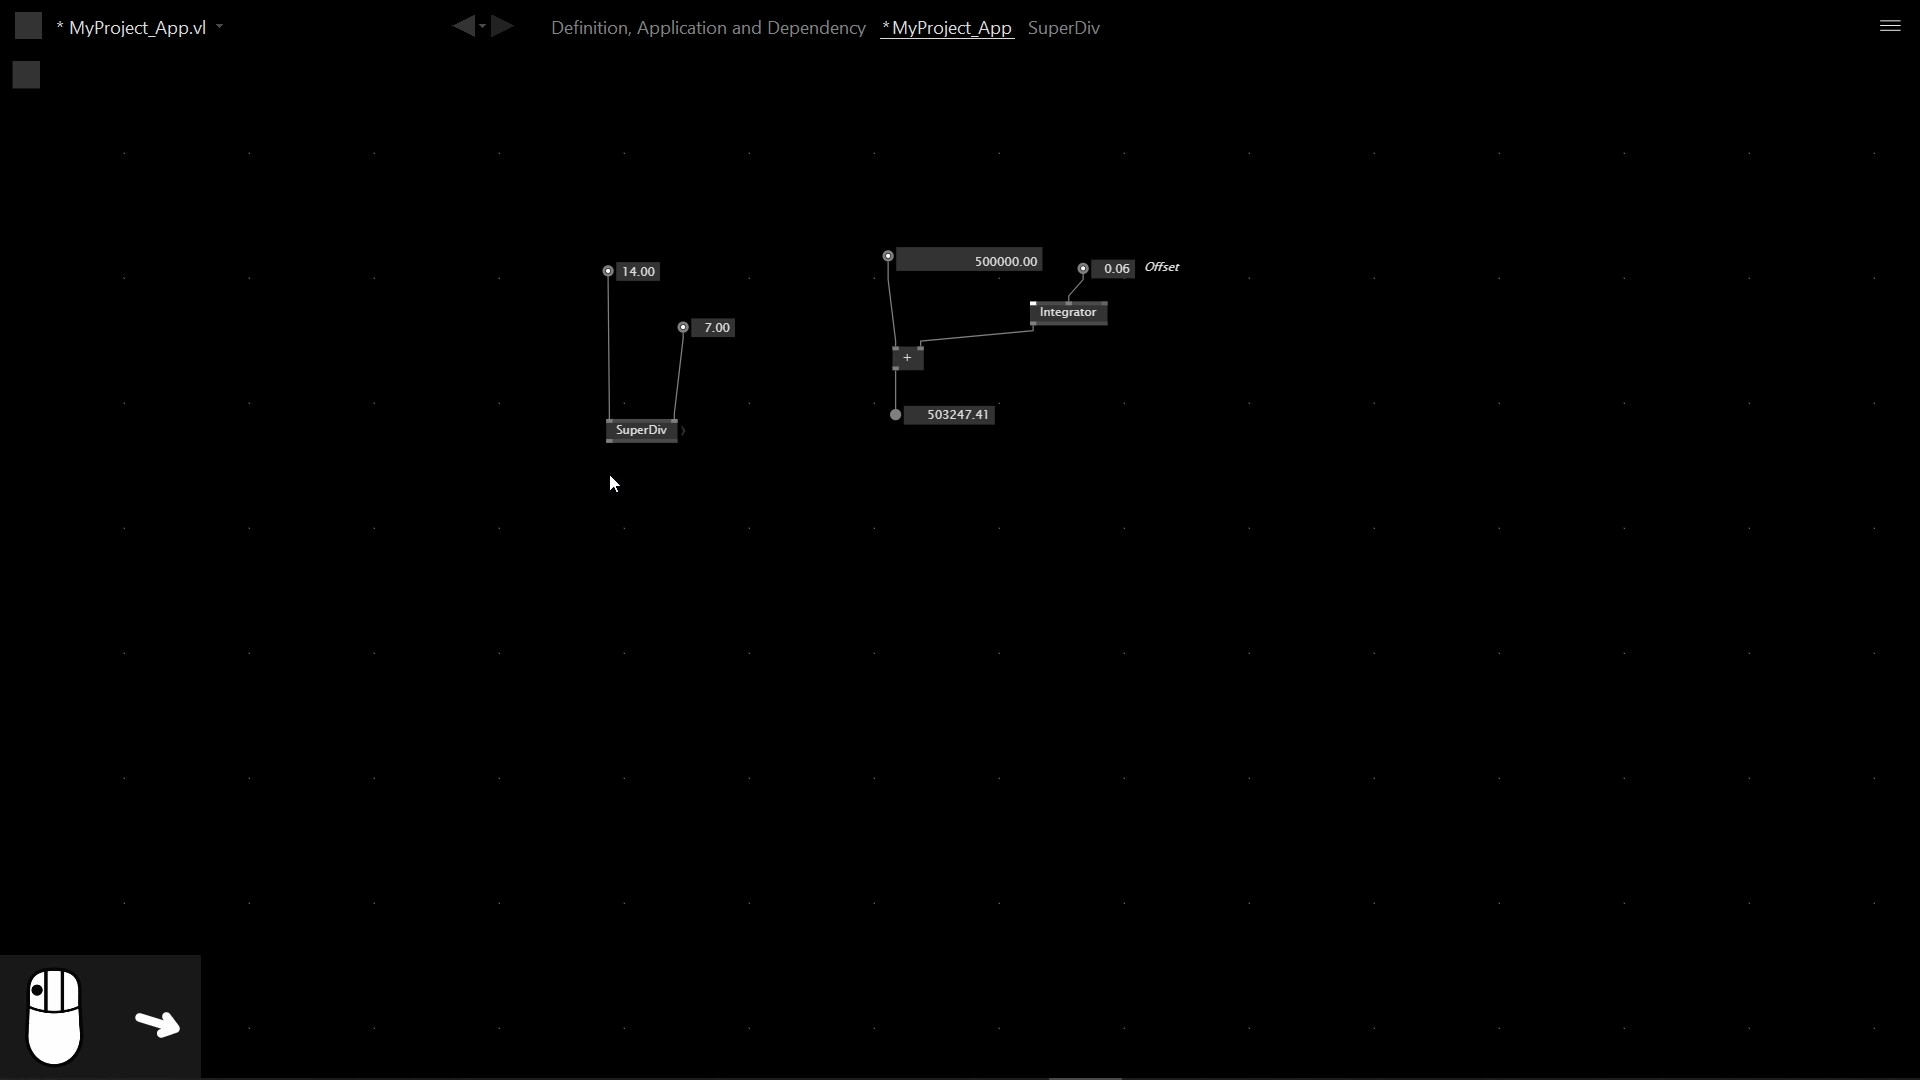 * MyProject_App.vl
Definition, Application and Dependency
*MyProject_App
SuperDiv
14.00
7.00
SuperDiv
500000.00
0.06
Offset
Integrator
+
503247.41